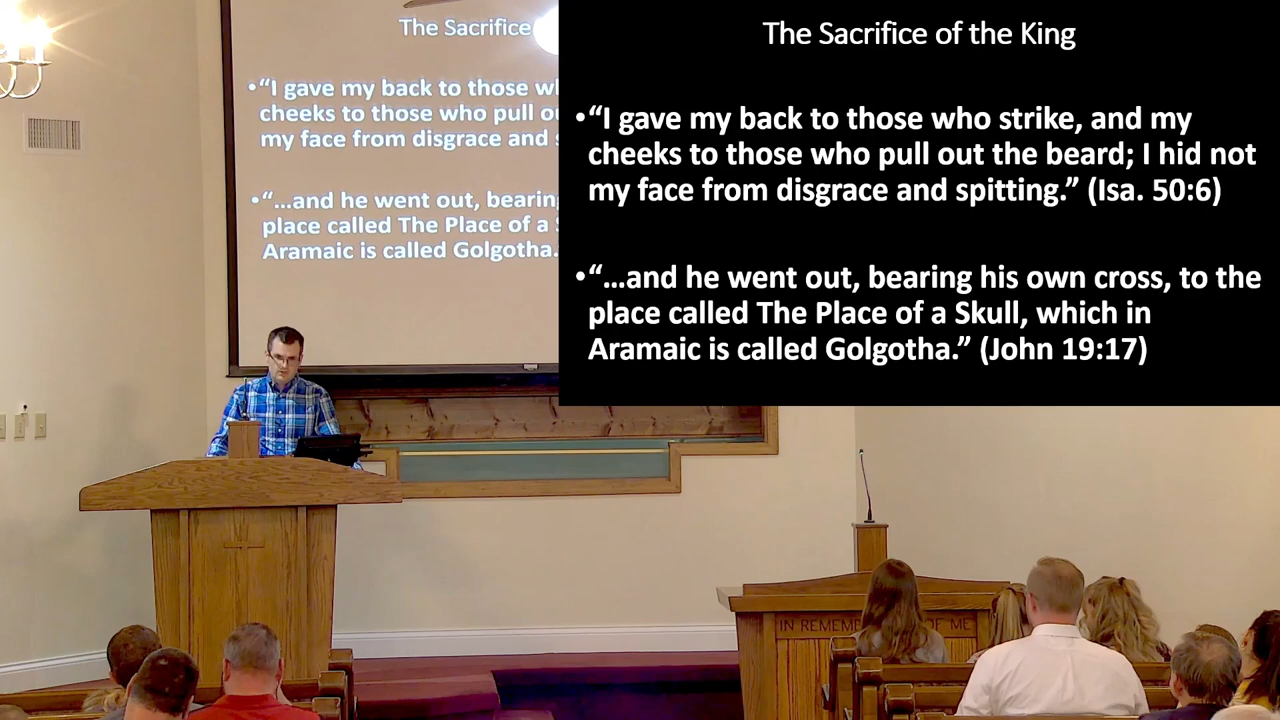 The Sacrifice
•“I gave my back to those wh
cheeks to those who pull ou
my face from disgrace and s
•“...and he went out, bearing
place called The Place of a S
Aramaic is called Golgotha.
The Sacrifice of the King
•“I gave my back to those who strike, and my
cheeks to those who pull out the beard; I hid not
my face from disgrace and spitting.” (Isa. 50:6)
•“...and he went out, bearing his own cross, to the
place called The Place of a Skull, which in
Aramaic is called Golgotha.” (John 19:17)
IN REMEM OF ME